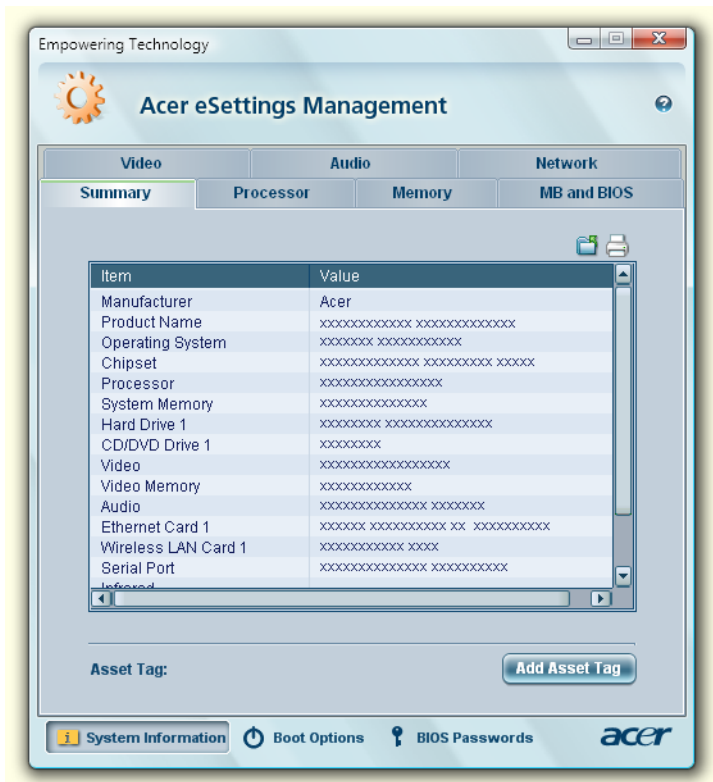 Empowering Technology
Acer eSettings Management
Video Audio Network
Summary Processor Memory MB and BIOS
Item Value
Manufacturer Acer
Product Name xxxxxxxxxxxx xxxxxxxxxxxxx
Operating System xxxxxxx xxxxxxxxxxx
Chipset xxxxxxxxxxxxx xxxxxxxxx xxxxx
Processor xxxxxxxxxxxxxxxx
System Memory xxxxxxxxxxxxxx
Hard Drive 1 xxxxxxxx xxxxxxxxxxxxxx
CD/DVD Drive 1 xxxxxxxx
Video xxxxxxxxxxxxxxxxx
Video Memory xxxxxxxxxxxx
Audio xxxxxxxxxxxxxx xxxxxxx
Ethernet Card 1 xxxxxx xxxxxxxxxx xx xxxxxxxxxx
Wireless LAN Card 1 xxxxxxxxxxx xxxx
Serial Port xxxxxxxxxxxxxx xxxxxxxxxx
Infrared
Asset Tag: Add Asset Tag
i System Information Boot Options BIOS Passwords acer